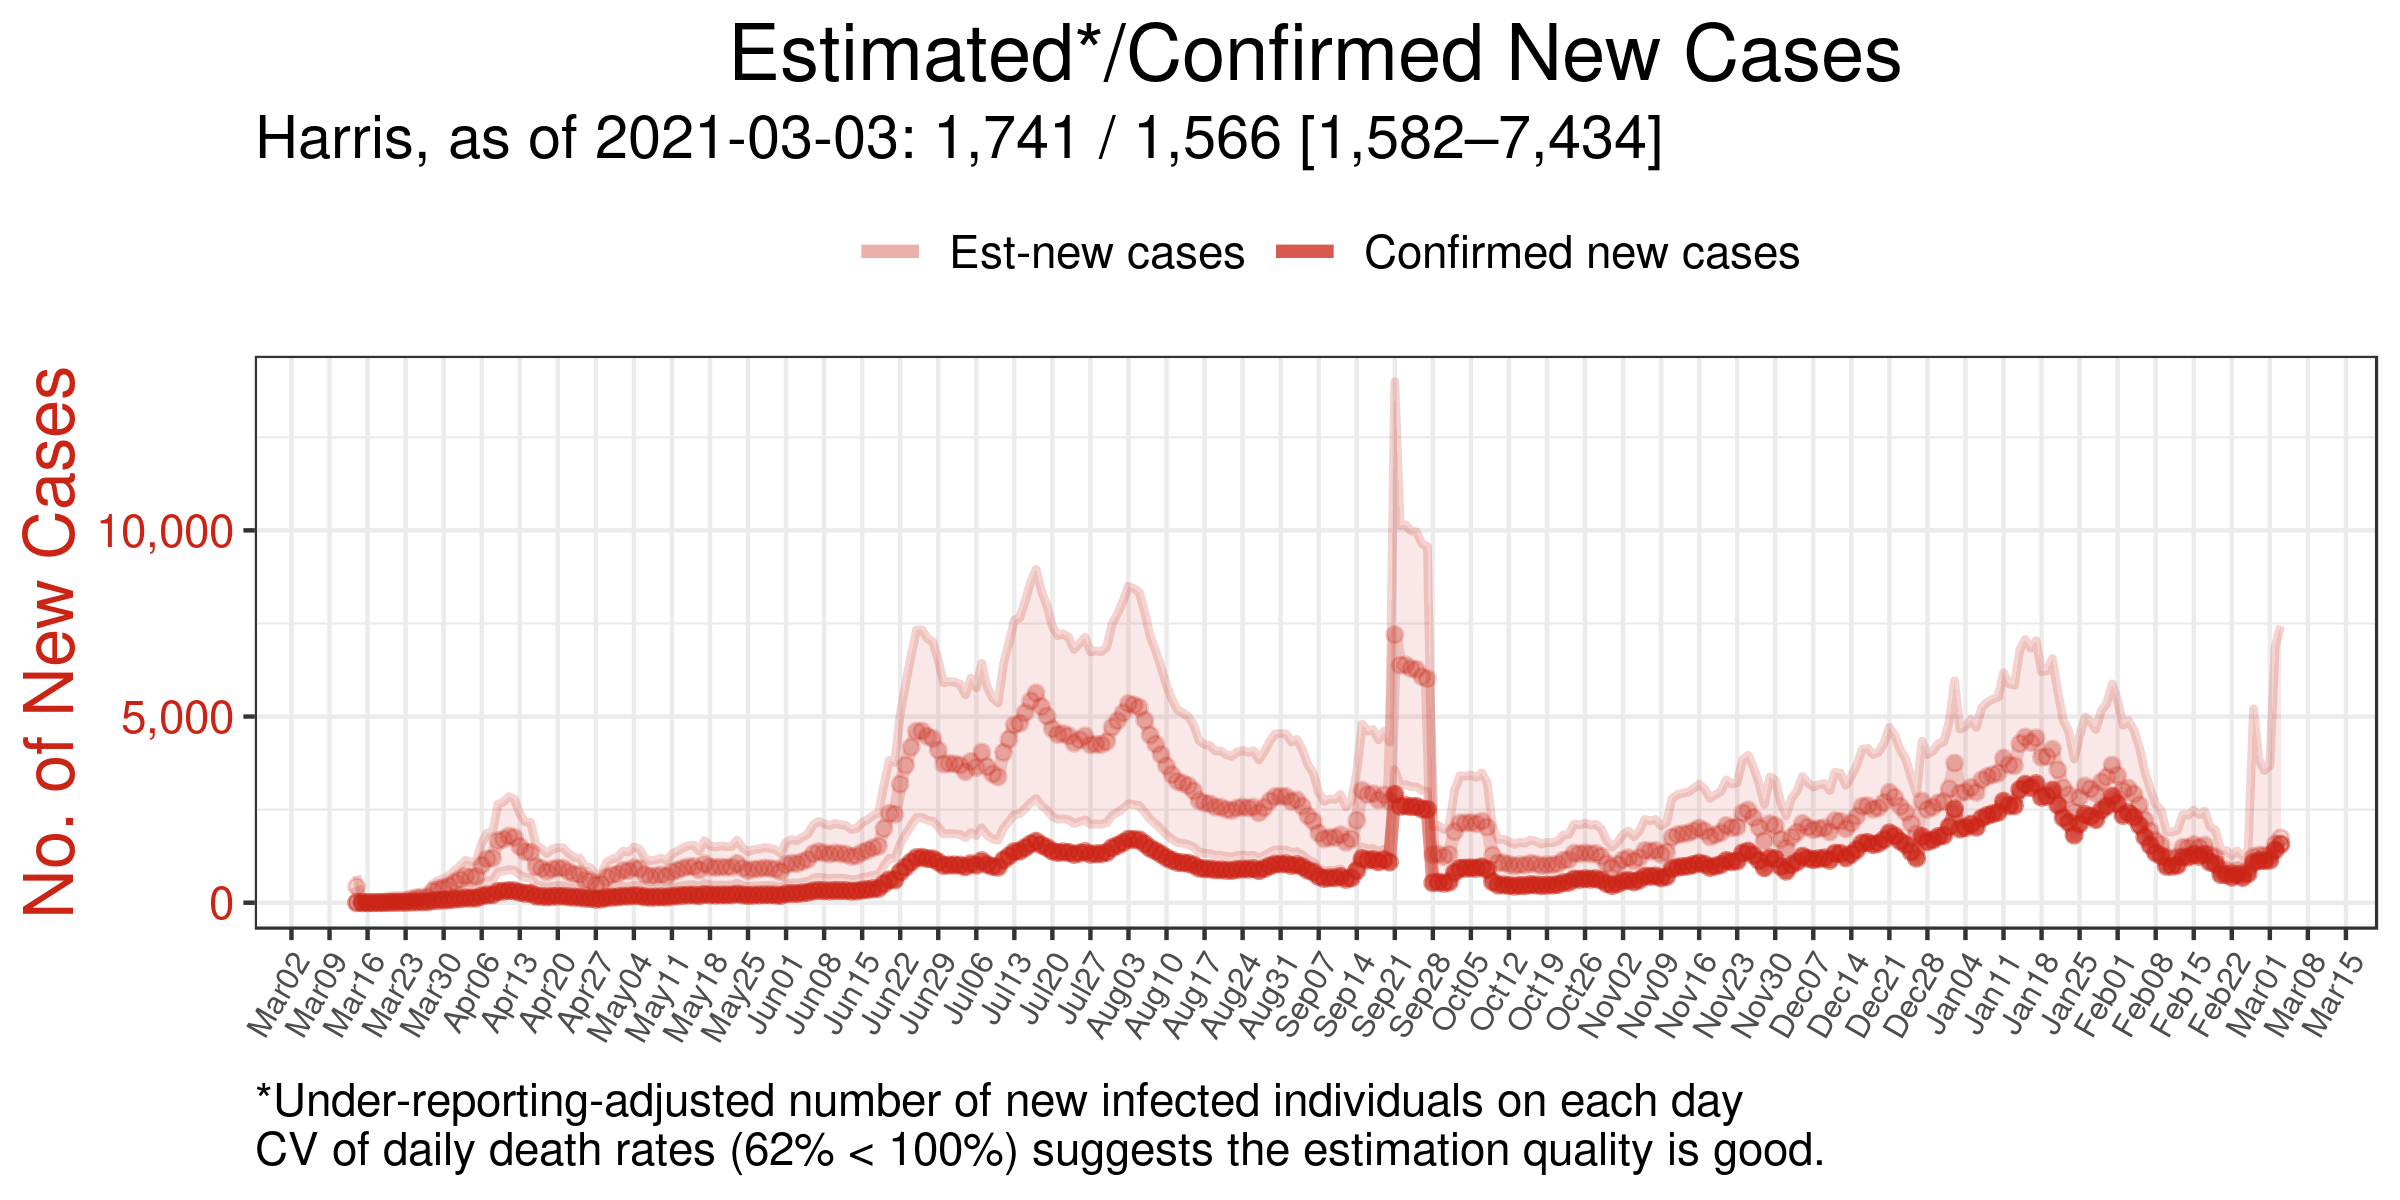 Estimated*/Confirmed New Cases
Harris, as of 2021-03-03: 1,741 / 1,566 [1,582–7,434]
Est-new cases Confirmed new cases
No. of New Cases
10,000
5,000
0
Mar02 Mar09 Mar16 Mar23 Mar30 Apr06 Apr13 Apr20 Apr27 May04 May11 May18 May25 Jun01 Jun08 Jun15 Jun22 Jun29 Jul06 Jul13 Jul20 Jul27 Aug03 Aug10 Aug17 Aug24 Aug31 Sep07 Sep14 Sep21 Sep28 Oct05 Oct12 Oct19 Oct26 Nov02 Nov09 Nov16 Nov23 Nov30 Dec07 Dec14 Dec21 Dec28 Jan04 Jan11 Jan18 Jan25 Feb01 Feb08 Feb15 Feb22 Mar01 Mar08 Mar15
*Under-reporting-adjusted number of new infected individuals on each day
CV of daily death rates (62% < 100%) suggests the estimation quality is good.